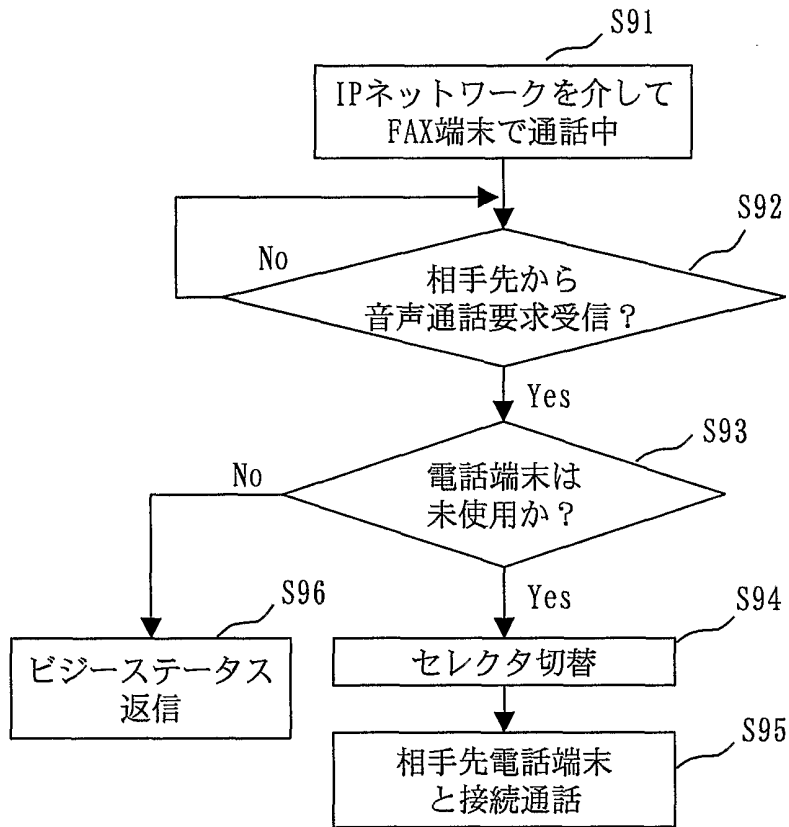 S91
IPネットワークを介して
FAX端末で通話中
S92
No
相手先から
音声通話要求受信?
Yes
S93
No
電話端末は
未使用か?
Yes
S96
S94
ビジーステータス
返信
セレクタ切替
S95
相手先電話端末
と接続通話